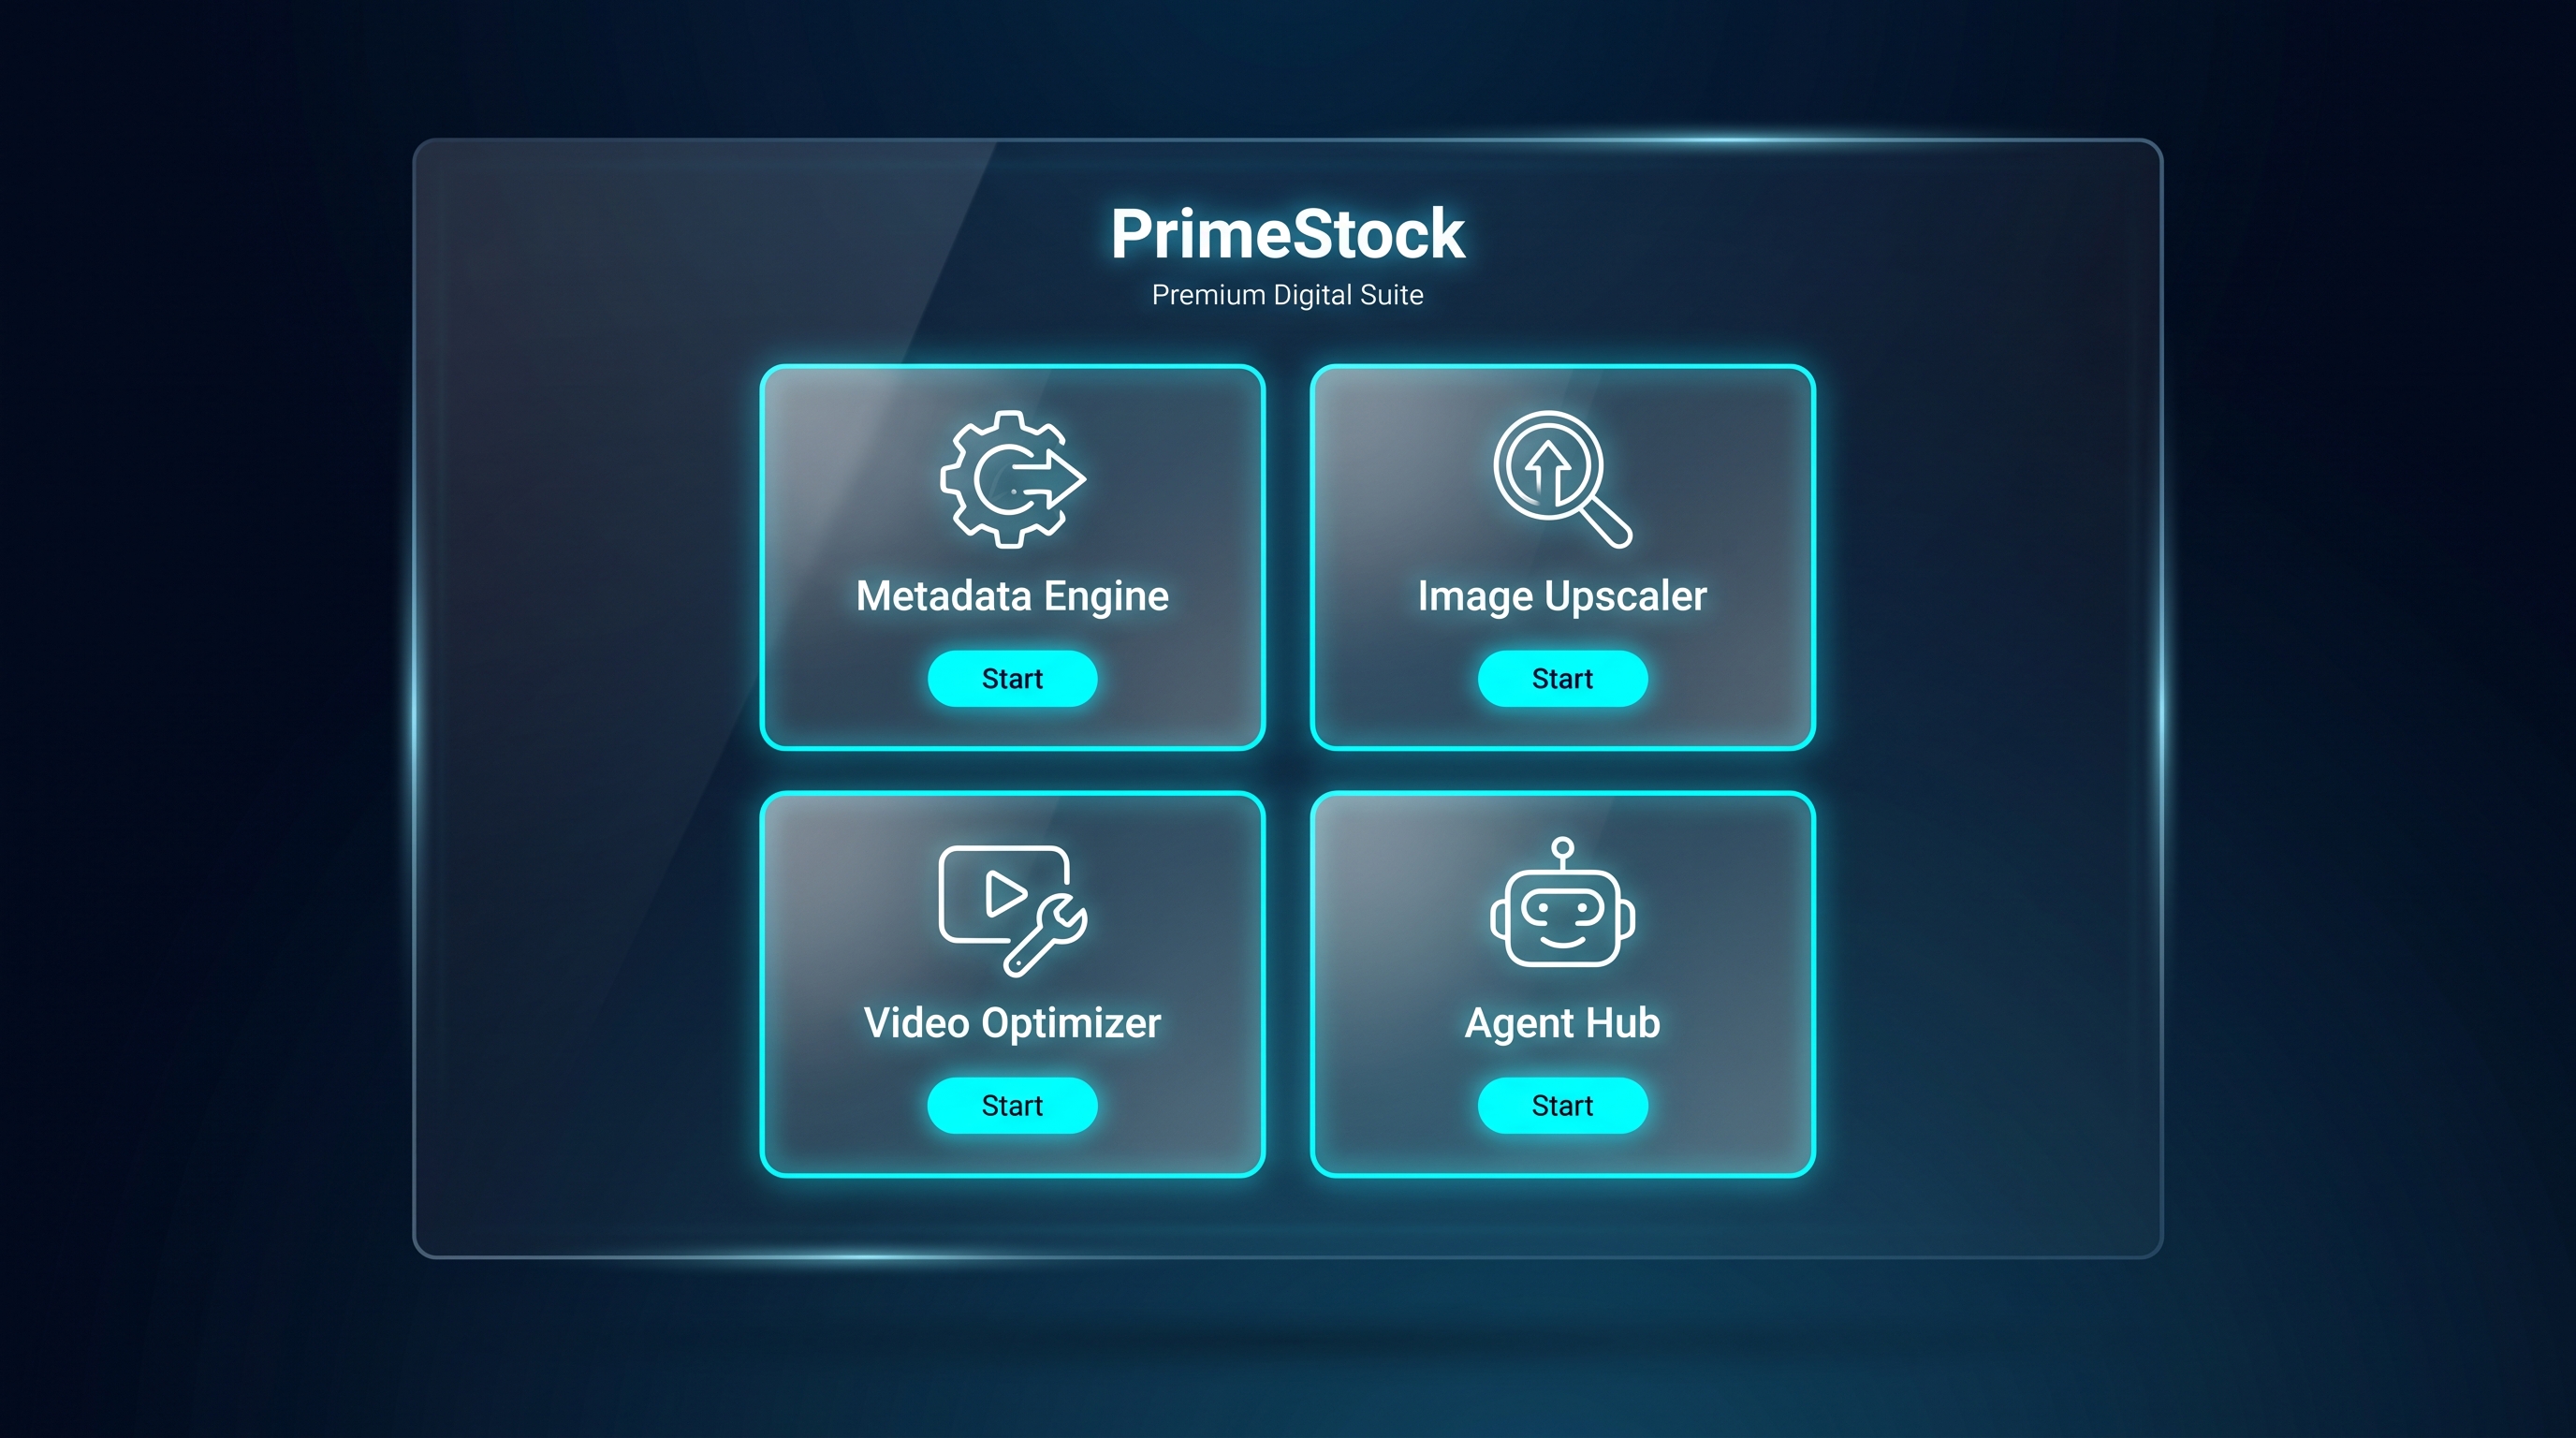 PrimeStock
Premium Digital Suite
Metadata Engine
Start
Image Upscaler
Start
Video Optimizer
Start
Agent Hub
Start